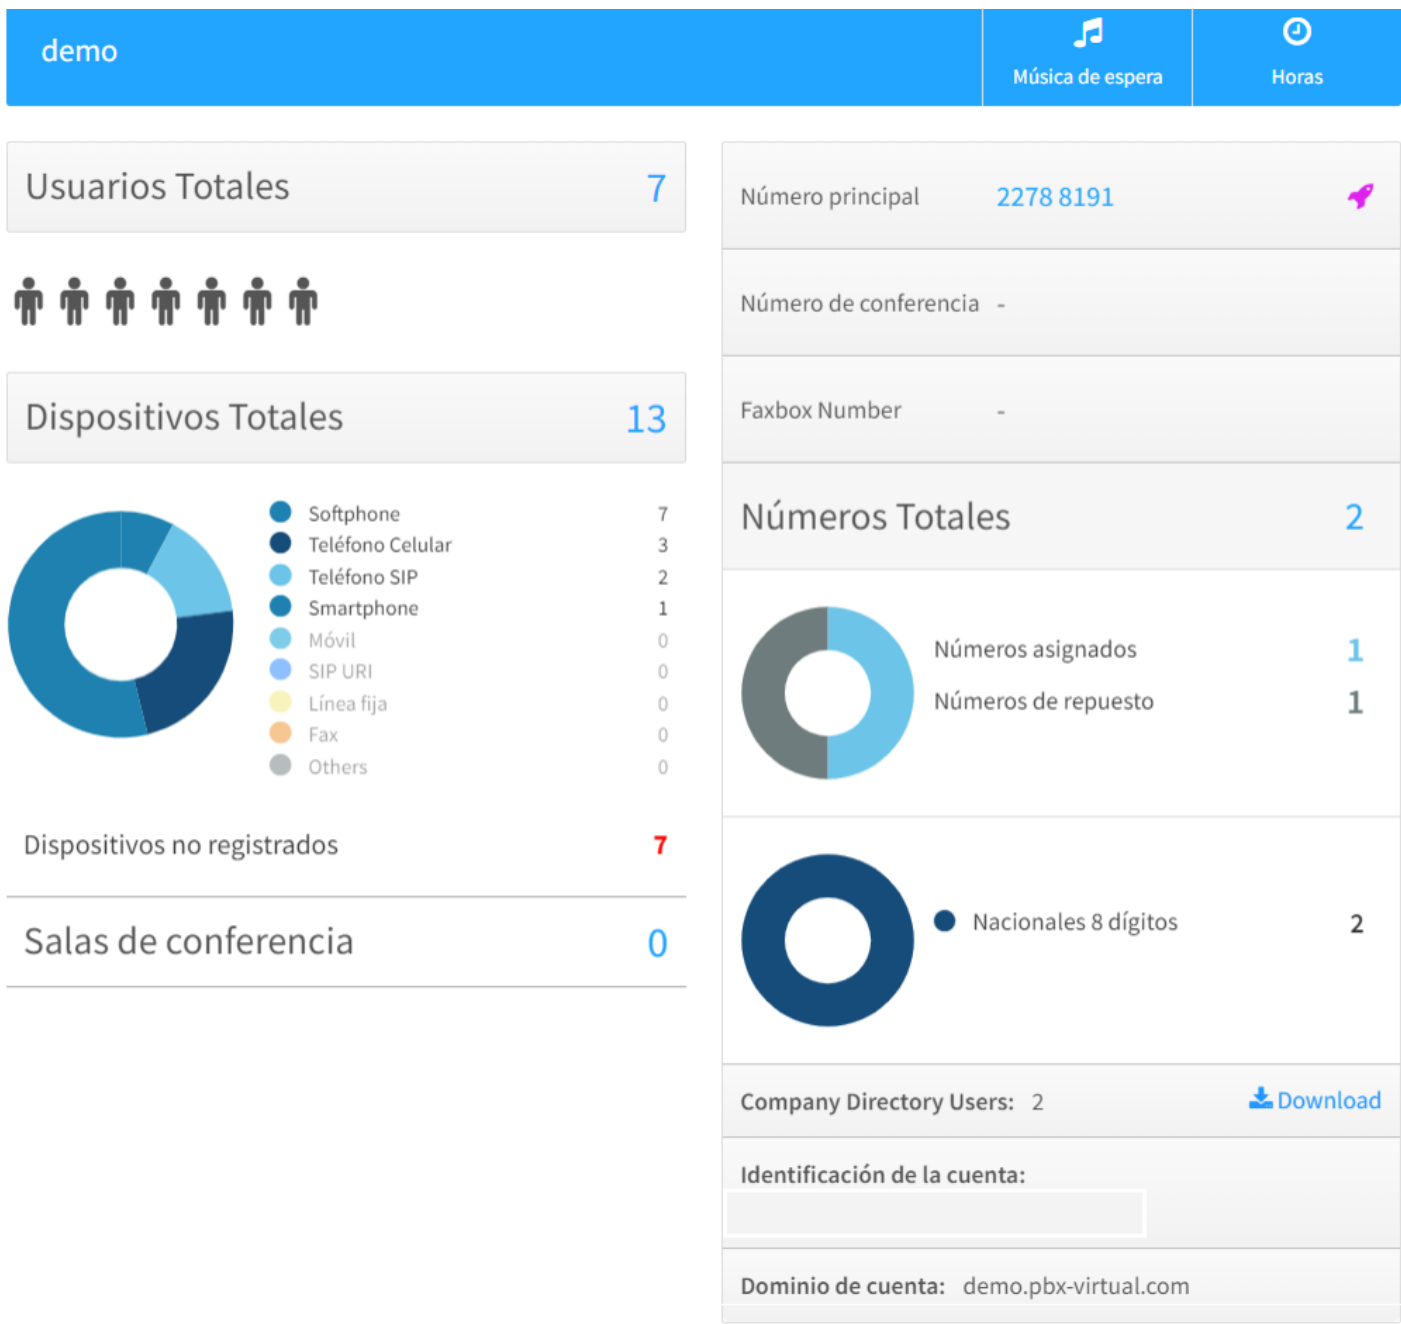 demo
Música de espera
Horas
Usuarios Totales 7
Dispositivos Totales 13
Softphone 7
Teléfono Celular 3
Teléfono SIP 2
Smartphone 1
Móvil 0
SIP URI 0
Línea fija 0
Fax 0
Others 0
Dispositivos no registrados 7
Salas de conferencia 0
Número principal 2278 8191
Número de conferencia -
Faxbox Number -
Números Totales 2
Números asignados 1
Números de repuesto 1
Nacionales 8 dígitos 2
Company Directory Users: 2 Download
Identificación de la cuenta:
Dominio de cuenta: demo.pbx-virtual.com